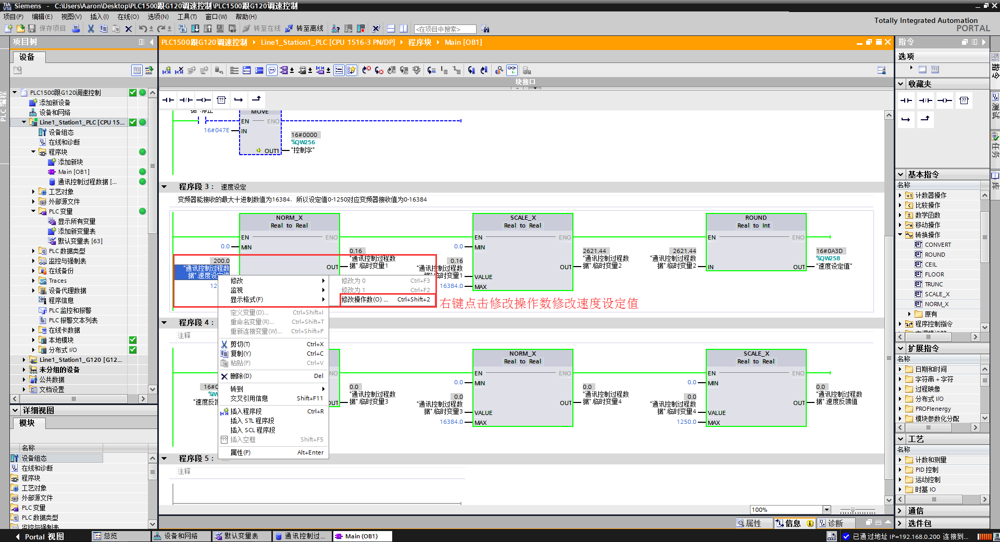 Siemens - C:\Users\Aaron\Desktop\PLC1500跟G120调速控制\PLC1500跟G120调速控制
项目(P) 编辑(E) 视图(V) 插入(I) 在线(O) 选项(N) 工具(T) 窗口(W) 帮助(H)
保存项目 转至在线 转至离线 <在项目中搜索>
Totally Integrated Automation
PORTAL
项目树
设备
PLC 编程
PLC1500跟G120调速控制
添加新设备
设备和网络
Line1_Station1_PLC [CPU 15...
设备组态
在线和诊断
程序块
添加新块
Main [OB1]
通讯控制过程数据 [...
工艺对象
外部源文件
PLC 变量
显示所有变量
添加新变量表
默认变量表 [63]
PLC 数据类型
监控与强制表
在线备份
Traces
设备代理数据
程序信息
PLC 监控和报警
PLC 报警文本列表
在线卡数据
本地模块
分布式 I/O
Line1_Station1_G120 [G12...
未分组的设备
公共数据
文档设置
详细视图
模块
名称
设备组态
在线和诊断
程序块
工艺对象
外部源文件
PLC 变量
PLC 数据类型
监控与强制表
PLC1500跟G120调速控制 Line1_Station1_PLC [CPU 1516-3 PN/DP] 程序块 Main [OB1]
块接口
据".停止
MOVE
EN ENO
16#047E IN
16#0000
%QW256
OUT1 "控制字"
程序段 3： 速度设定
变频器能接收的最大十进制数值为16384．所以设定值0-1250对应变频器接收值为0-16384
NORM_X
Real to Real
EN ENO
0.0 MIN
200.0
"通讯控制过程数据".速度设定值
12
0.16
OUT "通讯控制过程数据".临时变量1
SCALE_X
Real to Real
EN ENO
0.0 MIN
0.16
"通讯控制过程数据".临时变量1 VALUE
16384.0 MAX
2621.44
OUT "通讯控制过程数据".临时变量2
ROUND
Real to Int
EN ENO
2621.44
"通讯控制过程数据".临时变量2 IN
16#0A3D
%QW258
OUT "速度设定值"
修改
监视
显示格式(F)
定义变量(D)... Ctrl+Shift+I
重命名变量(R)... Ctrl+Shift+T
重新连接变量(W)... Ctrl+Shift+P
剪切(T) Ctrl+X
复制(Y) Ctrl+C
粘贴(P) Ctrl+V
删除(D) Del
转到
交叉引用信息 Shift+F11
插入程序段 Ctrl+R
插入 STL 程序段
插入 SCL 程序段
插入空框 Shift+F5
属性(P) Alt+Enter
修改为 0 Ctrl+F3
修改为 1 Ctrl+F2
修改操作数(O) ... Ctrl+Shift+2
右键点击修改操作数修改速度设定值
程序段 4：
注释
NO
16#0
%IW
"速度反馈
0.0
OUT "通讯控制过程数据".临时变量3
NORM_X
Real to Real
EN ENO
0.0 MIN
0.0
"通讯控制过程数据".临时变量3 VALUE
16384.0 MAX
0.0
OUT "通讯控制过程数据".临时变量4
SCALE_X
Real to Real
EN ENO
0.0 MIN
0.0
"通讯控制过程数据".临时变量4 VALUE
1250.0 MAX
0.0
OUT "通讯控制过程数据".速度反馈值
程序段 5： .....
注释
100%
属性 信息 诊断
指令
选项
收藏夹
基本指令
名称
计数器操作
比较操作
数学函数
移动操作
转换操作
CONVERT
ROUND
CEIL
FLOOR
TRUNC
SCALE_X
NORM_X
原有
程序控制指令
扩展指令
名称
日期和时间
字符串 + 字符
过程映像
分布式 I/O
PROFIenergy
模块参数化分配
工艺
名称
计数和测量
PID 控制
运动控制
时基 IO
通信
选件包
指令
测试
任务
库
Portal 视图 总览 设备和网络 默认变量表 通讯控制过... Main (OB1)
已通过地址 IP=192.168.0.200 连接到...